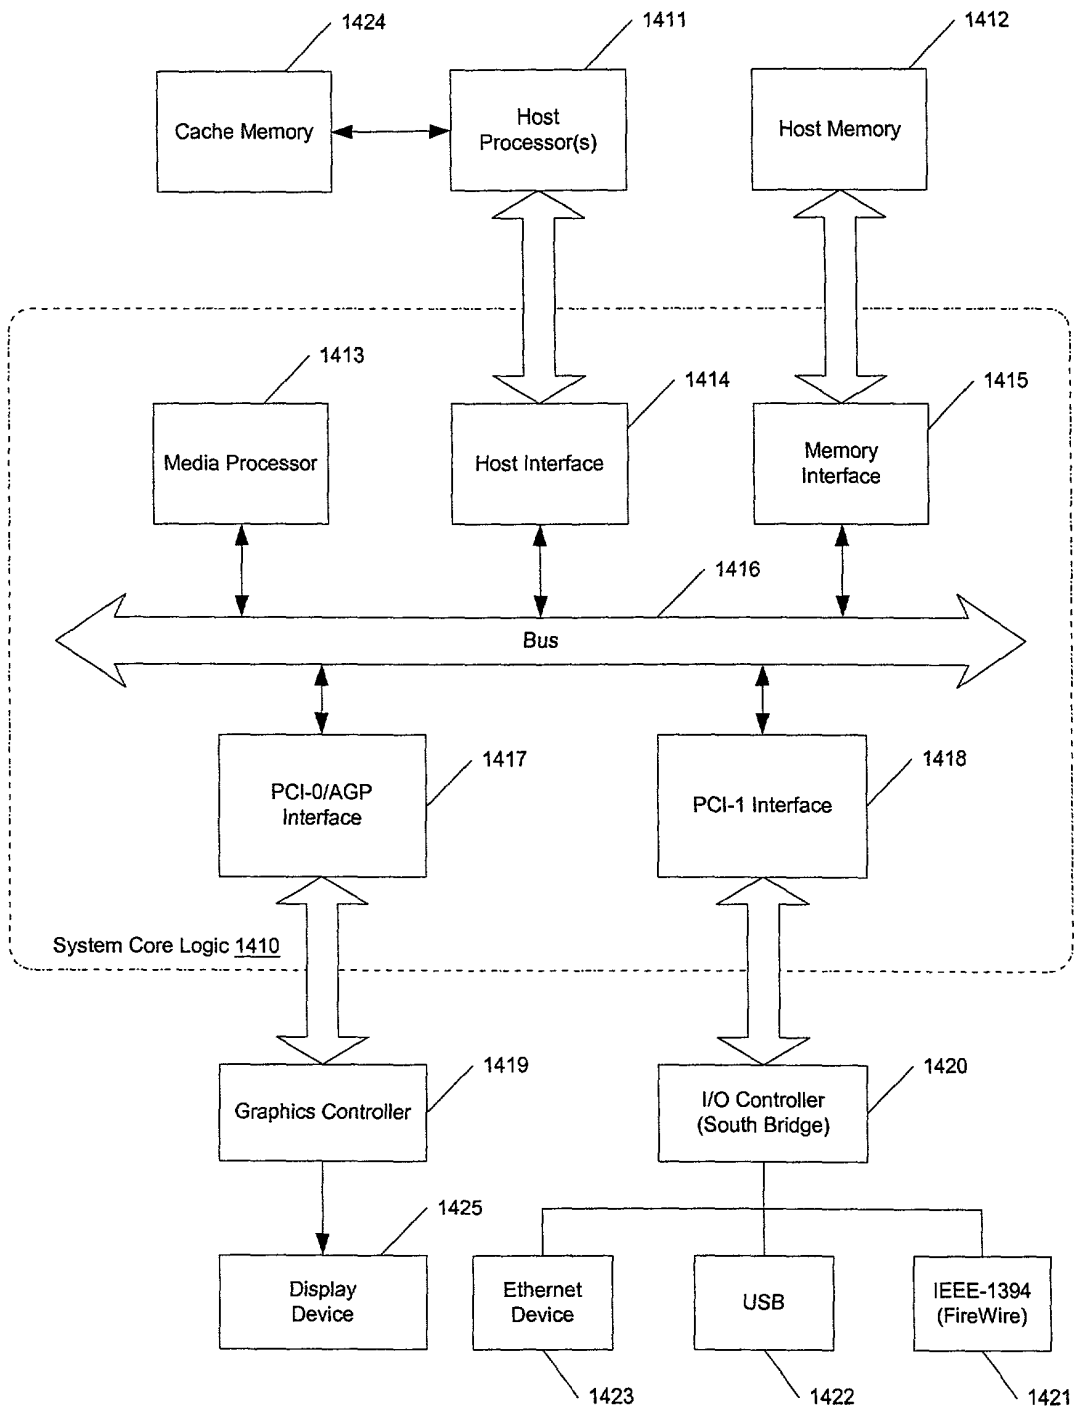 1424
1411
1412
Cache Memory
Host
Processor(s)
Host Memory
1413
1414
1415
Media Processor
Host Interface
Memory
Interface
1416
Bus
1417
1418
PCI-0/AGP
Interface
PCI-1 Interface
System Core Logic 1410
1419
1420
Graphics Controller
I/O Controller
(South Bridge)
1425
Display
Device
Ethernet
Device
USB
IEEE-1394
(FireWire)
1423
1422
1421